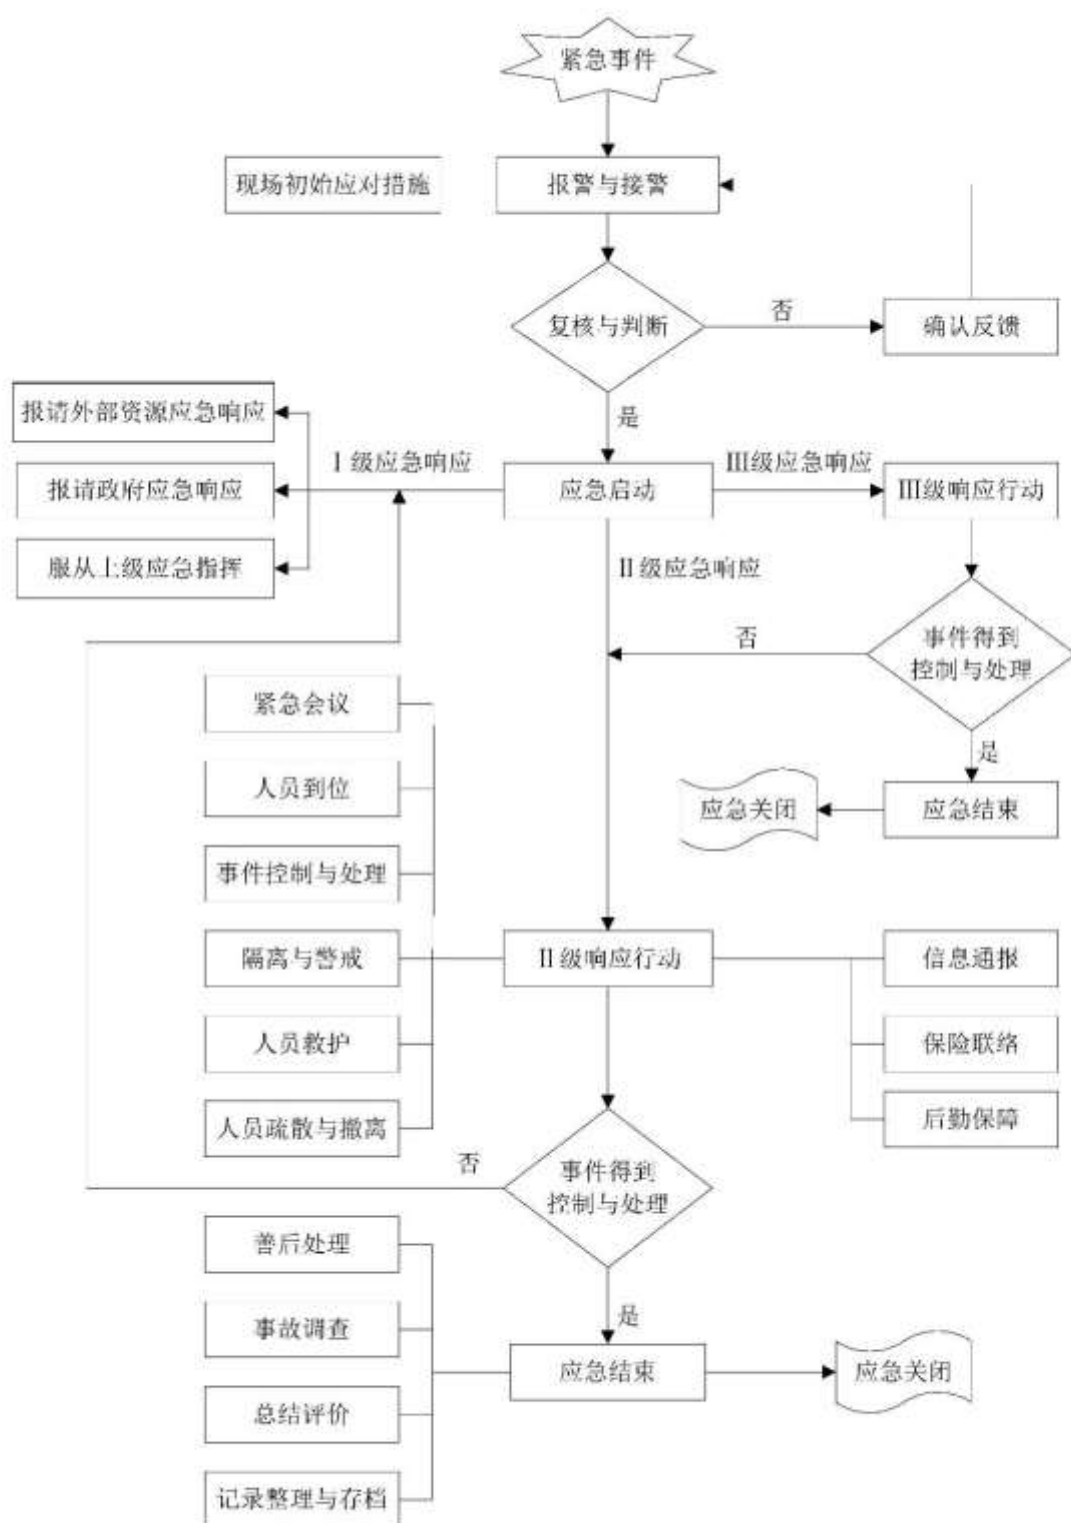 紧急事件
现场初始应对措施
报警与接警
复核与判断
否
确认反馈
是
报请外部资源应急响应
Ⅰ级应急响应
应急启动
Ⅲ级应急响应
Ⅲ级响应行动
报请政府应急响应
服从上级应急指挥
Ⅱ级应急响应
否
事件得到
控制与处理
是
紧急会议
人员到位
应急关闭
应急结束
事件控制与处理
隔离与警戒
Ⅱ级响应行动
信息通报
人员救护
保险联络
人员疏散与撤离
后勤保障
否
事件得到
控制与处理
善后处理
是
事故调查
应急结束
应急关闭
总结评价
记录整理与存档